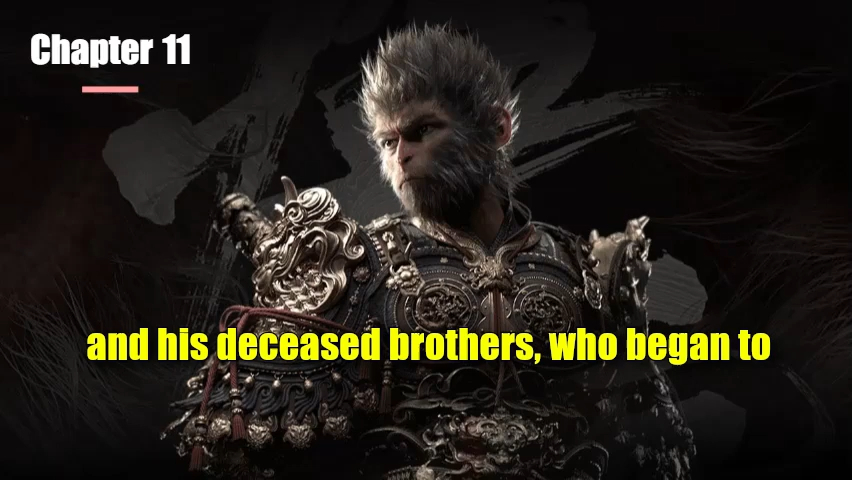 Chapter 11
and his deceased brothers, who began to